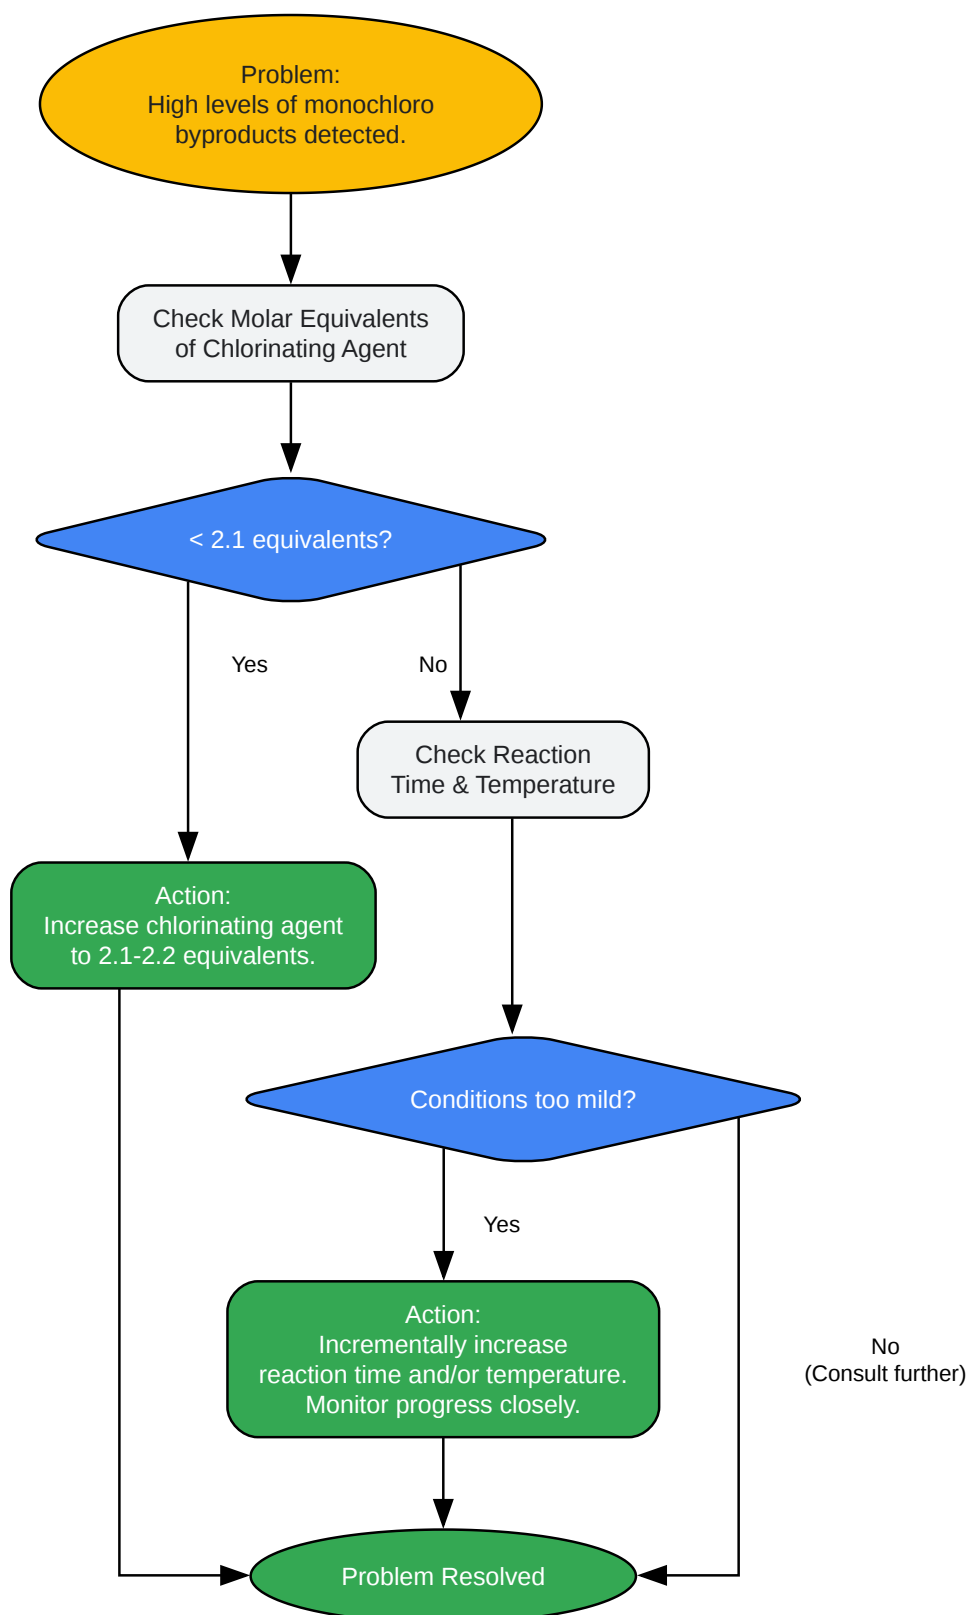 Problem:
High levels of monochloro
byproducts detected.
Check Molar Equivalents
of Chlorinating Agent
< 2.1 equivalents?
Yes
No
Check Reaction
Time & Temperature
Action:
Increase chlorinating agent
to 2.1-2.2 equivalents.
Conditions too mild?
Yes
Action:
Incrementally increase
reaction time and/or temperature.
Monitor progress closely.
No
(Consult further)
Problem Resolved